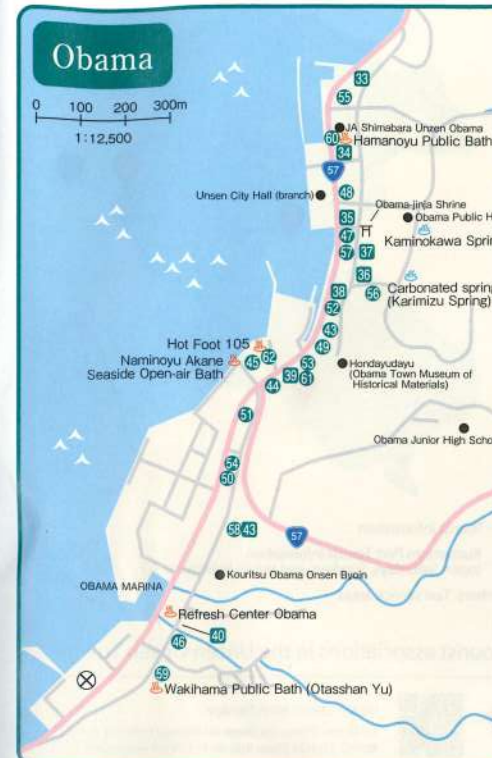 Obama
0 100 200 300m
1:12,500
33
55
JA Shimabara Unzen Obama
60
Hamanoyu Public Bath
34
57
Unsen City Hall (branch)
48
Obama-jinja Shrine
35
Obama Public H
47
Kaminokawa Sprin
57 37
36
Carbonated spring
(Karimizu Spring)
38
56
52
43
Hot Foot 105
49
Naminoyu Akane
Seaside Open-air Bath
45 62
53
Hondayudayu
(Obama Town Museum of
Historical Materials)
44
39 61
51
Obama Junior High Scho
54
50
58 43
57
Kouritsu Obama Onsen Byoin
OBAMA MARINA
Refresh Center Obama
46
40
59
Wakihama Public Bath (Otasshan Yu)